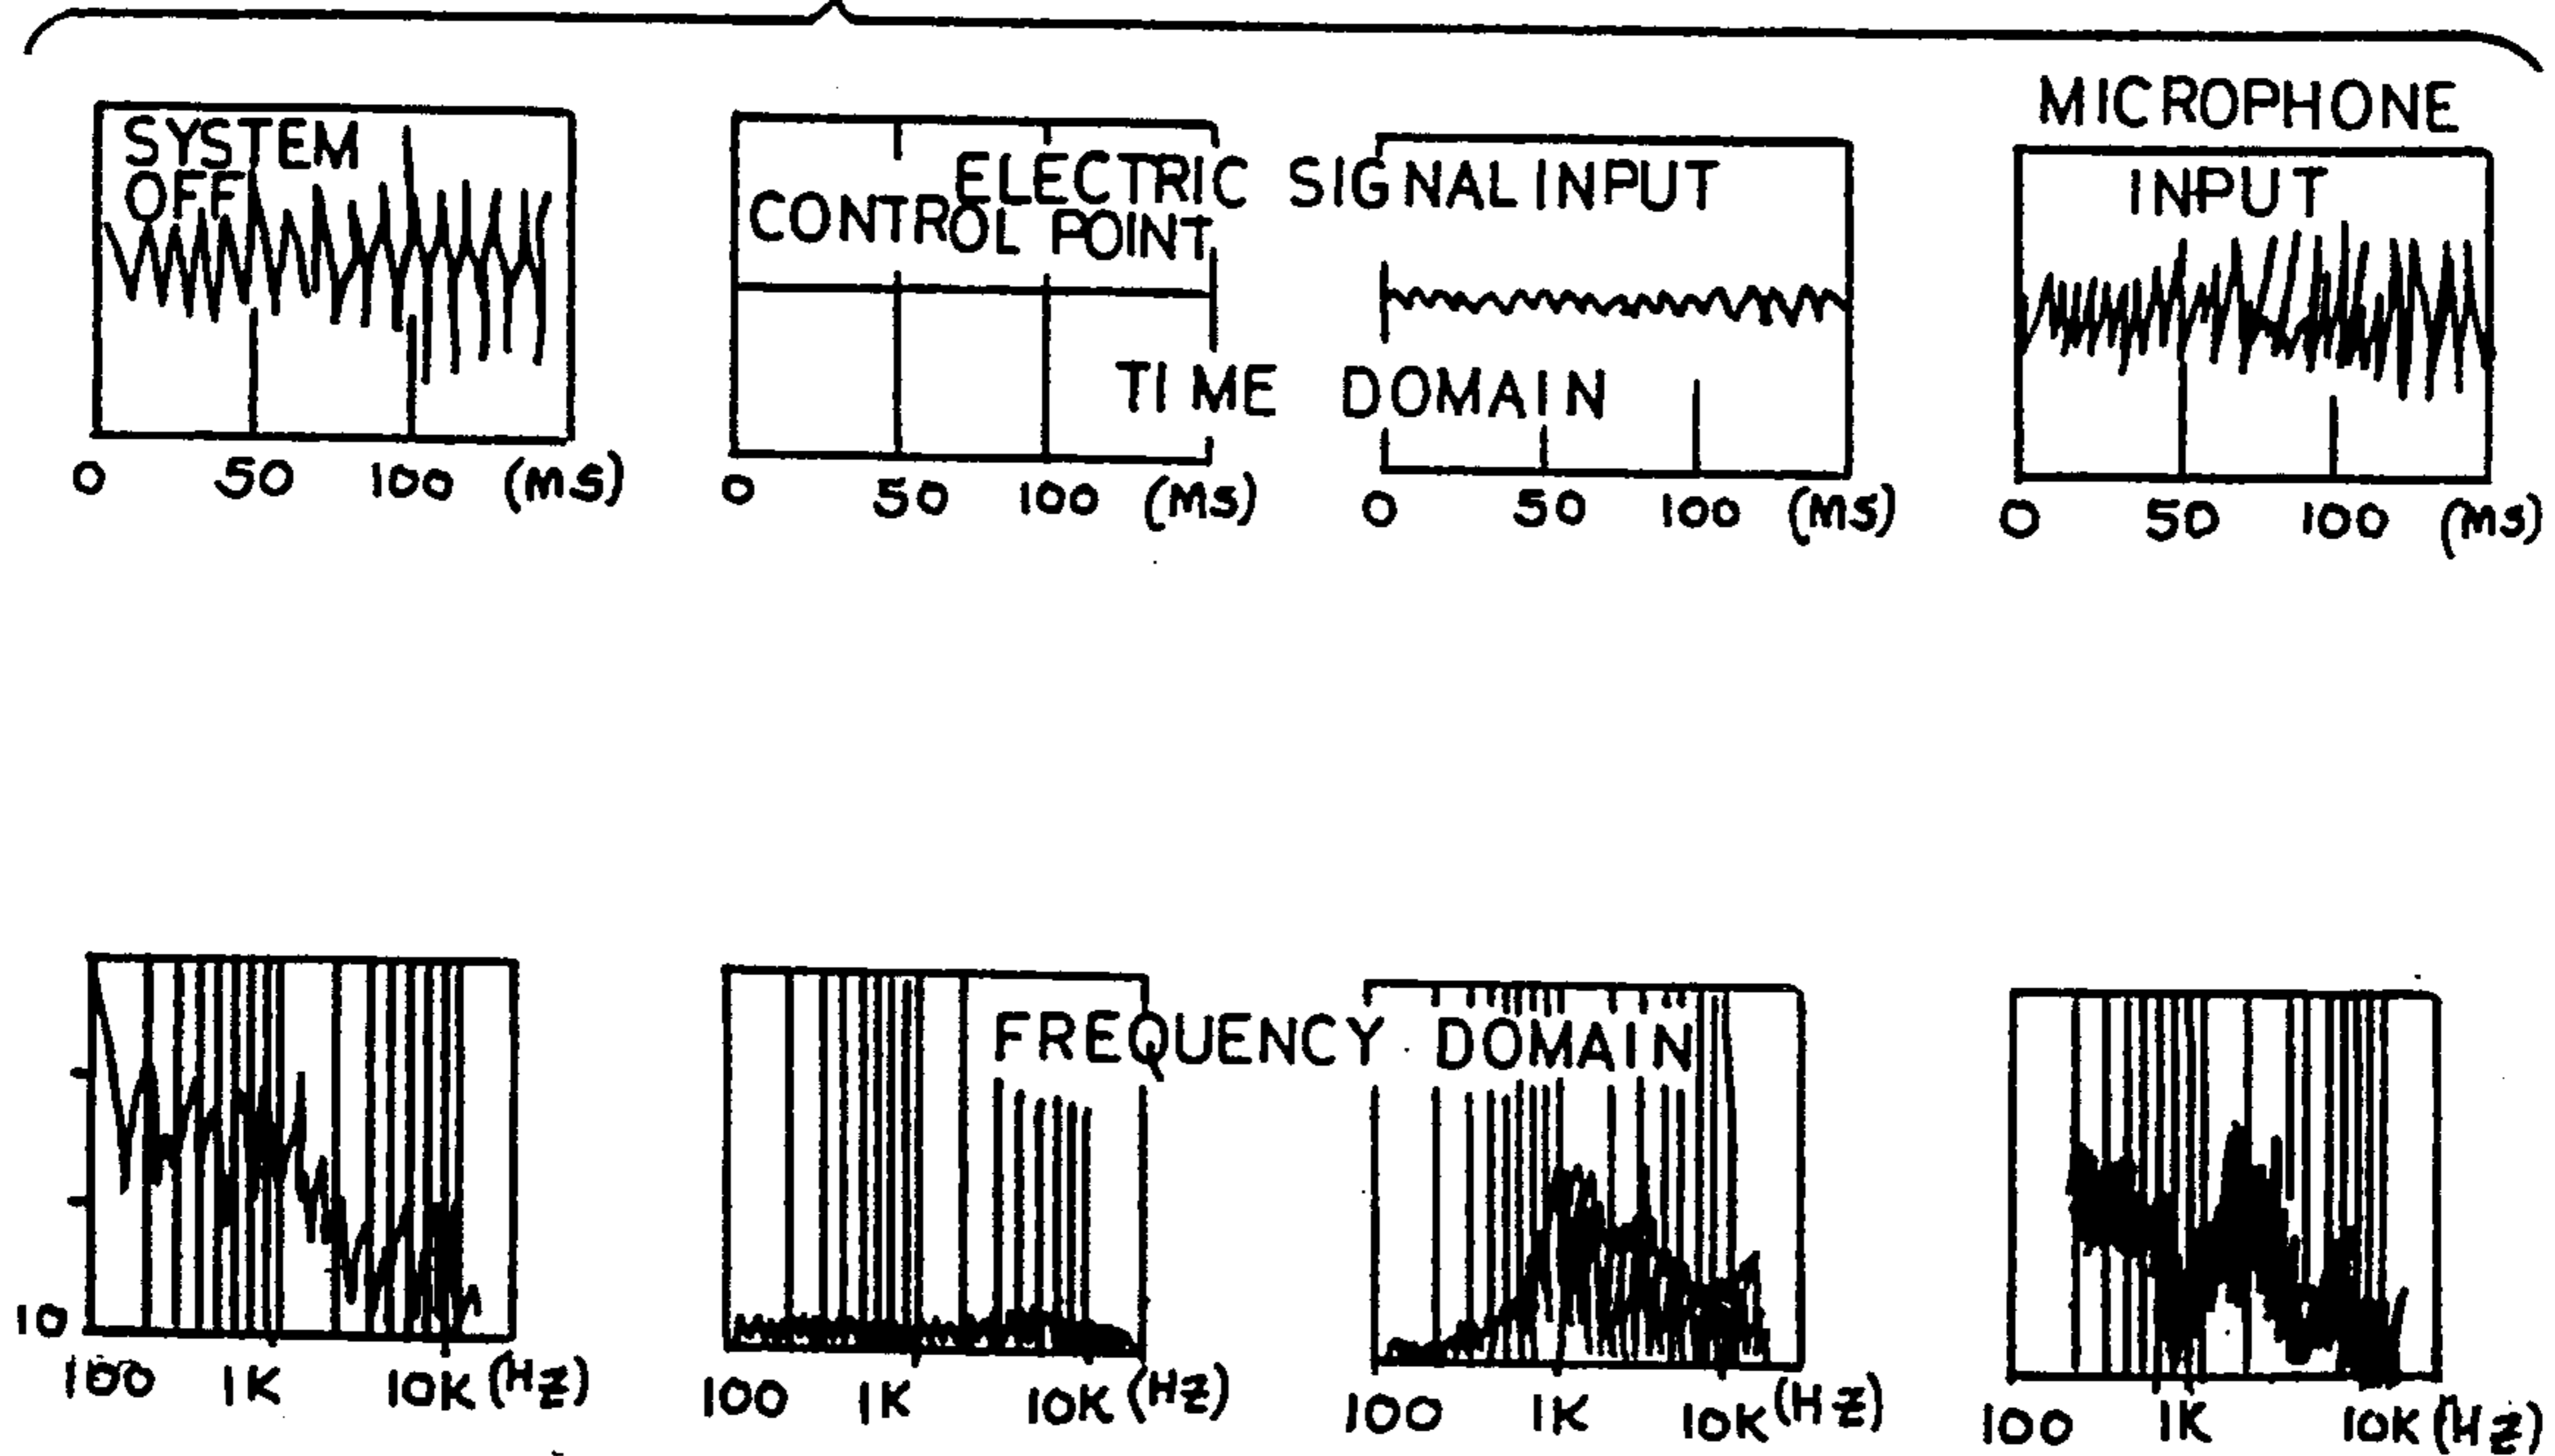 MICROPHONE
SYSTEM
OFF
ELECTRIC SIGNAL INPUT
INPUT
CONTROL POINT
TIME DOMAIN
0 50 100 (ms)
0 50 100 (ms)
0 50 100 (ms)
0 50 100 (ms)
FREQUENCY DOMAIN
10
100 1K 10K (Hz)
100 1K 10K (Hz)
100 1K 10K (Hz)
100 1K 10K (Hz)